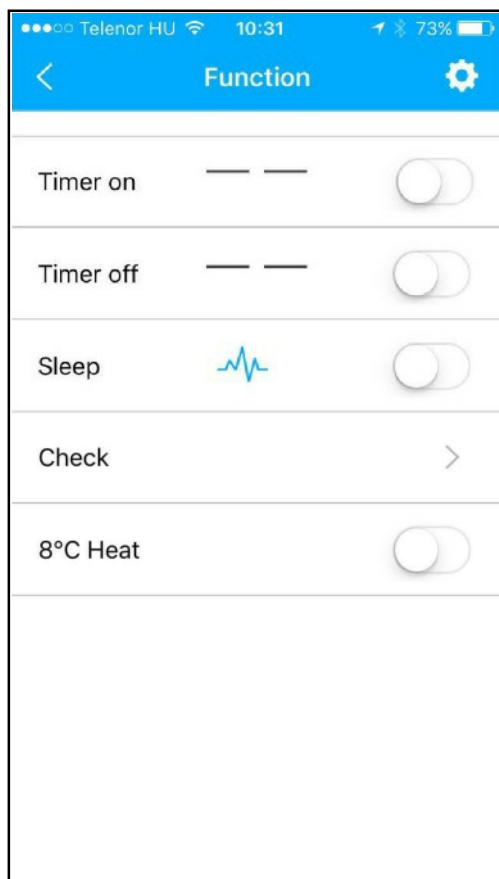 Telenor HU 10:31 73%
Function
Timer on — —
Timer off — —
Sleep
Check
8°C Heat